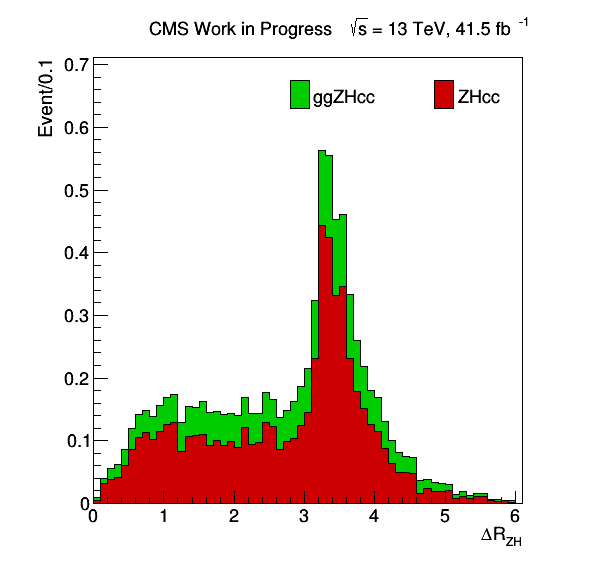 CMS Work in Progress √s = 13 TeV, 41.5 fb⁻¹
Event/0.1
ggZHcc ZHcc
0.7
0.6
0.5
0.4
0.3
0.2
0.1
0
0 1 2 3 4 5 6
ΔR_ZH